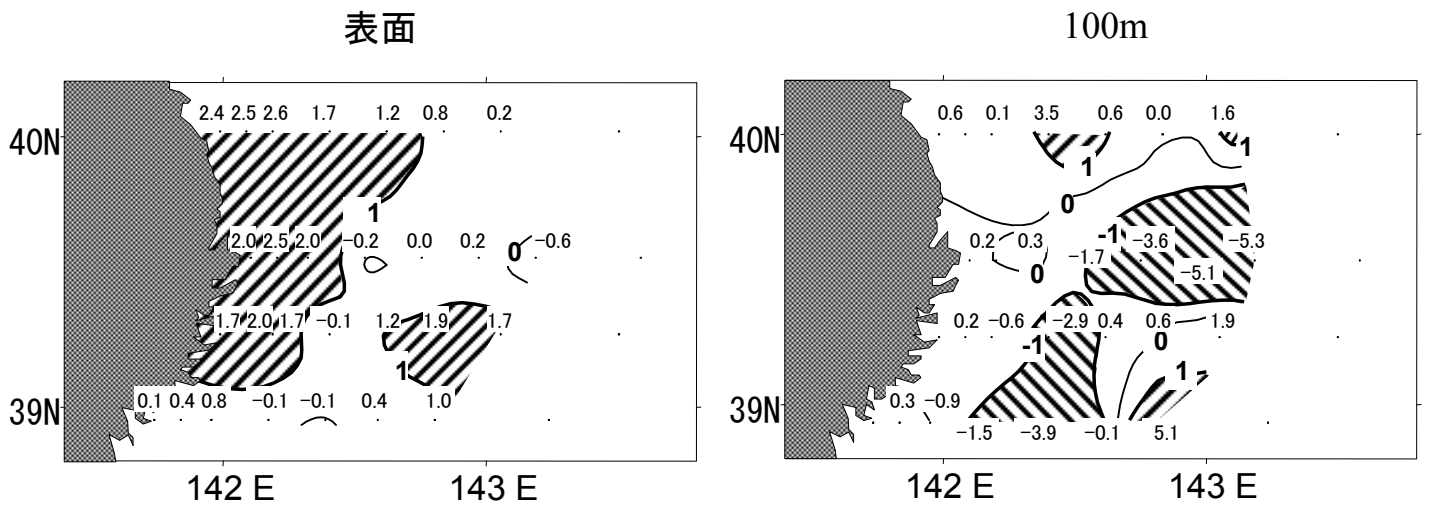 表面
100m
2.4 2.5 2.6 1.7 1.2 0.8 0.2
40N
1
2.0 2.5 2.0 −0.2 0.0 0.2 0 −0.6
1.7 2.0 1.7 −0.1 1.2 1.9 1.7
1
0.1 0.4 0.8 −0.1 −0.1 0.4 1.0
39N
142 E 143 E
0.6 0.1 3.5 0.6 0.0 1.6
40N
1 1
0
0.2 0.3 -1 −3.6 −5.3
−1.7
0 −5.1
0.2 −0.6 −2.9 0.4 0.6 1.9
-1 0
1
0.3 −0.9
39N
−1.5 −3.9 −0.1 5.1
142 E 143 E